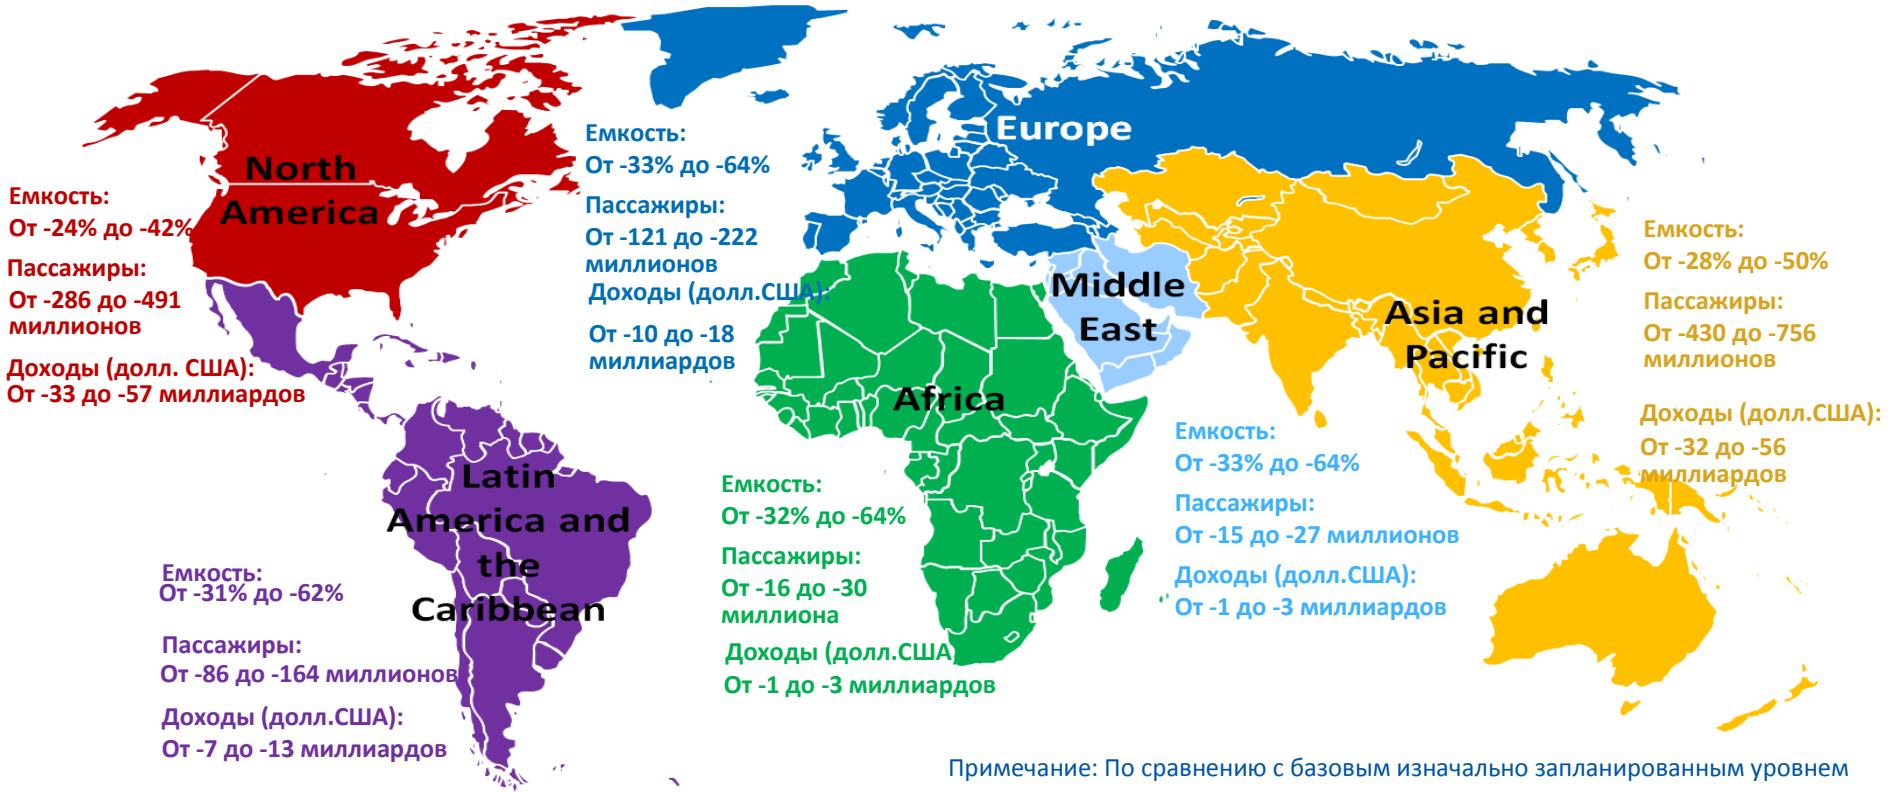 North
America
Емкость:
От -24% до -42%
Пассажиры:
От -286 до -491
миллионов
Доходы (долл. США):
От -33 до -57 миллиардов
Europe
Емкость:
От -33% до -64%
Пассажиры:
От -121 до -222
миллионов
Доходы (долл.США):
От -10 до -18
миллиардов
Middle
East
Емкость:
От -33% до -64%
Пассажиры:
От -15 до -27 миллионов
Доходы (долл.США):
От -1 до -3 миллиардов
Asia and
Pacific
Емкость:
От -28% до -50%
Пассажиры:
От -430 до -756
миллионов
Доходы (долл.США):
От -32 до -56
миллиардов
Africa
Емкость:
От -32% до -64%
Пассажиры:
От -16 до -30
миллиона
Доходы (долл.США
От -1 до -3 миллиардов
Latin
America and
the
Caribbean
Емкость:
От -31% до -62%
Пассажиры:
От -86 до -164 миллионов
Доходы (долл.США):
От -7 до -13 миллиардов
Примечание: По сравнению с базовым изначально запланированным уровнем